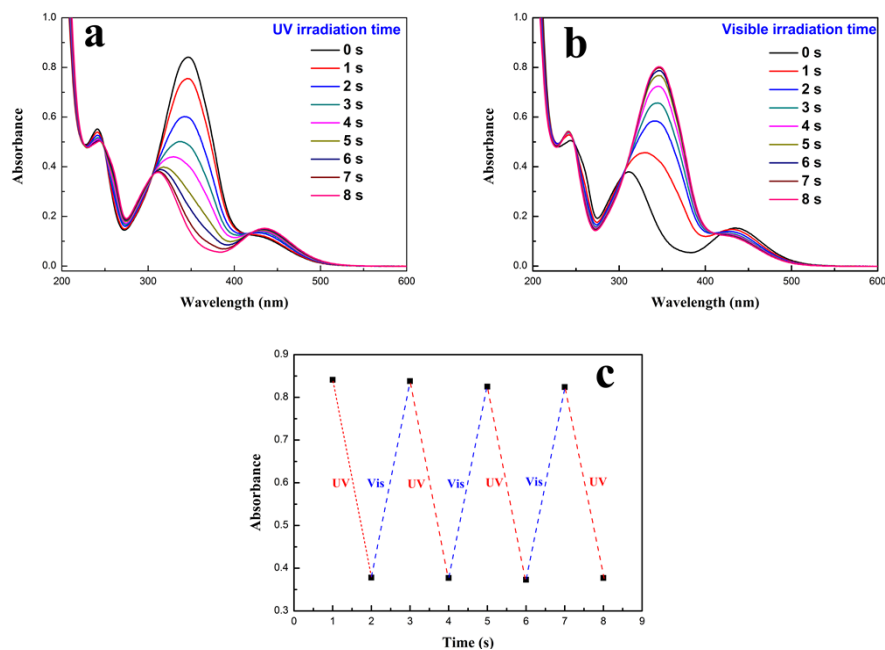 a
UV irradiation time
0 s
1 s
2 s
3 s
4 s
5 s
6 s
7 s
8 s
1.0
0.8
0.6
0.4
0.2
0.0
Absorbance
200 300 400 500 600
Wavelength (nm)
b
Visible irradiation time
0 s
1 s
2 s
3 s
4 s
5 s
6 s
7 s
8 s
1.0
0.8
0.6
0.4
0.2
0.0
Absorbance
200 300 400 500 600
Wavelength (nm)
c
0.9
0.8
0.7
0.6
0.5
0.4
0.3
Absorbance
UV Vis UV Vis UV Vis UV
0 1 2 3 4 5 6 7 8 9
Time (s)